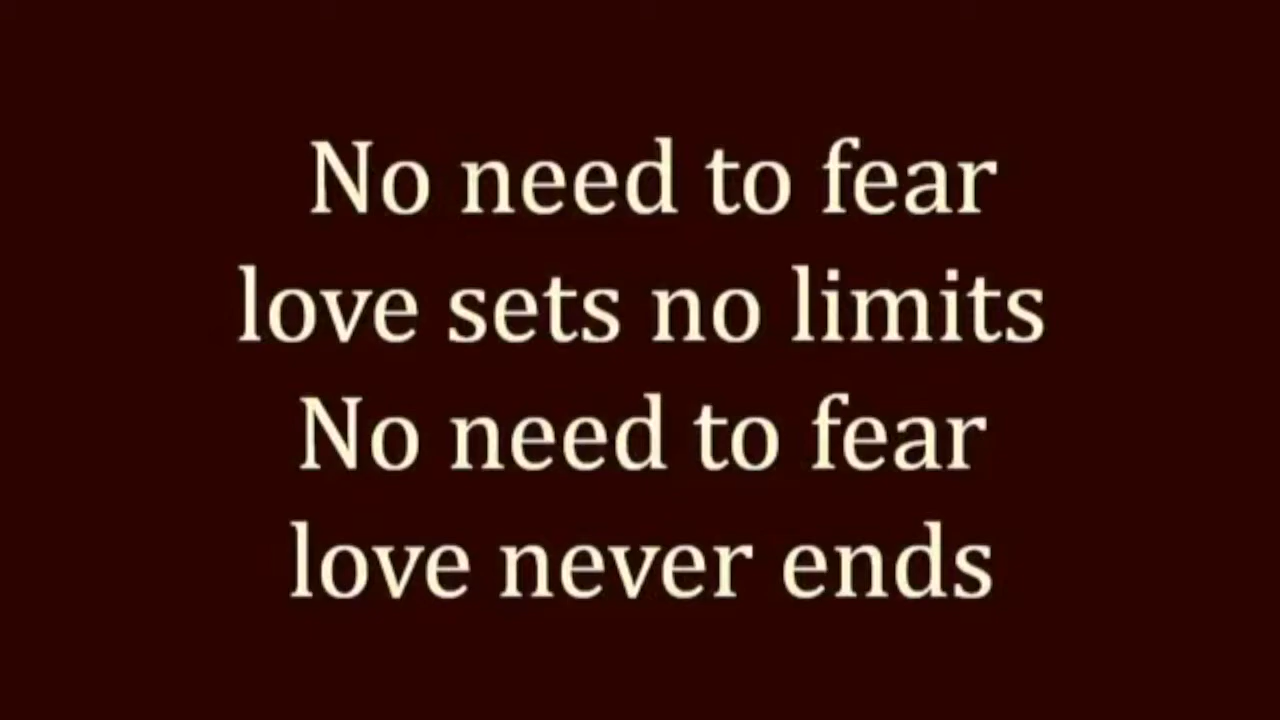 No need to fear
love sets no limits
No need to fear
love never ends